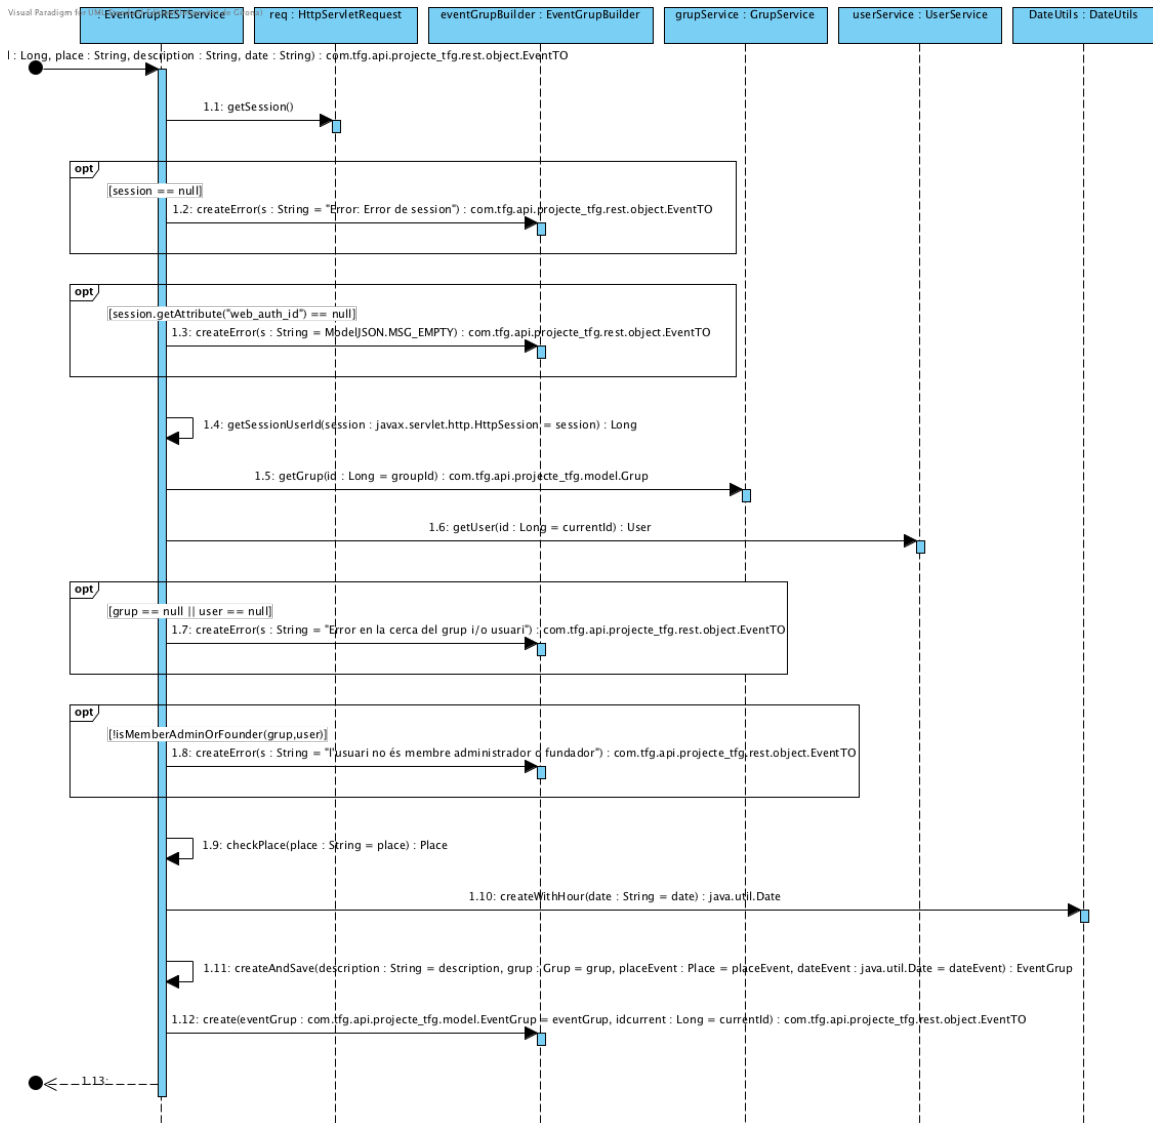 EventGrupRESTService
req : HttpServletRequest
eventGrupBuilder : EventGrupBuilder
grupService : GrupService
userService : UserService
DateUtils : DateUtils
Visual Paradigm for UML
de Girona)
l : Long, place : String, description : String, date : String) : com.tfg.api.projecte_tfg.rest.object.EventTO
1.1: getSession()
opt
[session == null]
1.2: createError(s : String = "Error: Error de session") : com.tfg.api.projecte_tfg.rest.object.EventTO
opt
[session.getAttribute("web_auth_id") == null]
1.3: createError(s : String = ModelJSON.MSG_EMPTY) : com.tfg.api.projecte_tfg.rest.object.EventTO
1.4: getSessionUserId(session : javax.servlet.http.HttpSession = session) : Long
1.5: getGrup(id : Long = groupId) : com.tfg.api.projecte_tfg.model.Grup
1.6: getUser(id : Long = currentId) : User
opt
[grup == null || user == null]
1.7: createError(s : String = "Error en la cerca del grup i/o usuari") : com.tfg.api.projecte_tfg.rest.object.EventTO
opt
[!isMemberAdminOrFounder(grup,user)]
1.8: createError(s : String = "l'usuari no és membre administrador o fundador") : com.tfg.api.projecte_tfg.rest.object.EventTO
1.9: checkPlace(place : String = place) : Place
1.10: createWithHour(date : String = date) : java.util.Date
1.11: createAndSave(description : String = description, grup : Grup = grup, placeEvent : Place = placeEvent, dateEvent : java.util.Date = dateEvent) : EventGrup
1.12: create(eventGrup : com.tfg.api.projecte_tfg.model.EventGrup = eventGrup, idcurrent : Long = currentId) : com.tfg.api.projecte_tfg.rest.object.EventTO
1.13: